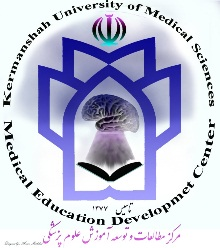 Kermanshah University of Medical Sciences
Medical Education Developmet Center
تاسیس ۱۳۷۷
مرکز مطالعات و توسعه آموزش علوم پزشکی